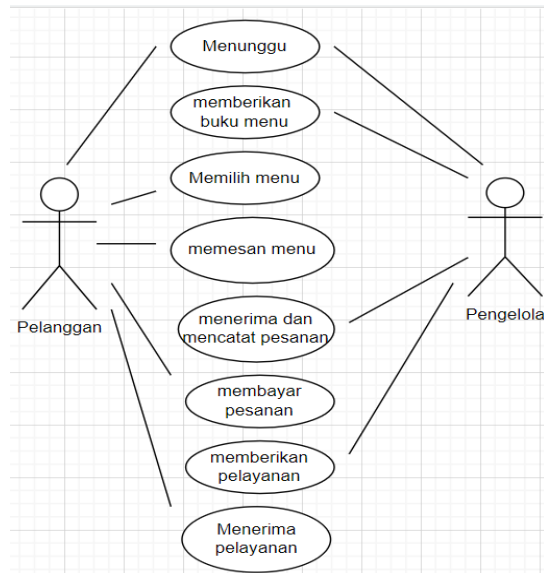 Menunggu
memberikan
buku menu
Memilih menu
memesan menu
Pelanggan
Pengelola
menerima dan
mencatat pesanan
membayar
pesanan
memberikan
pelayanan
Menerima
pelayanan